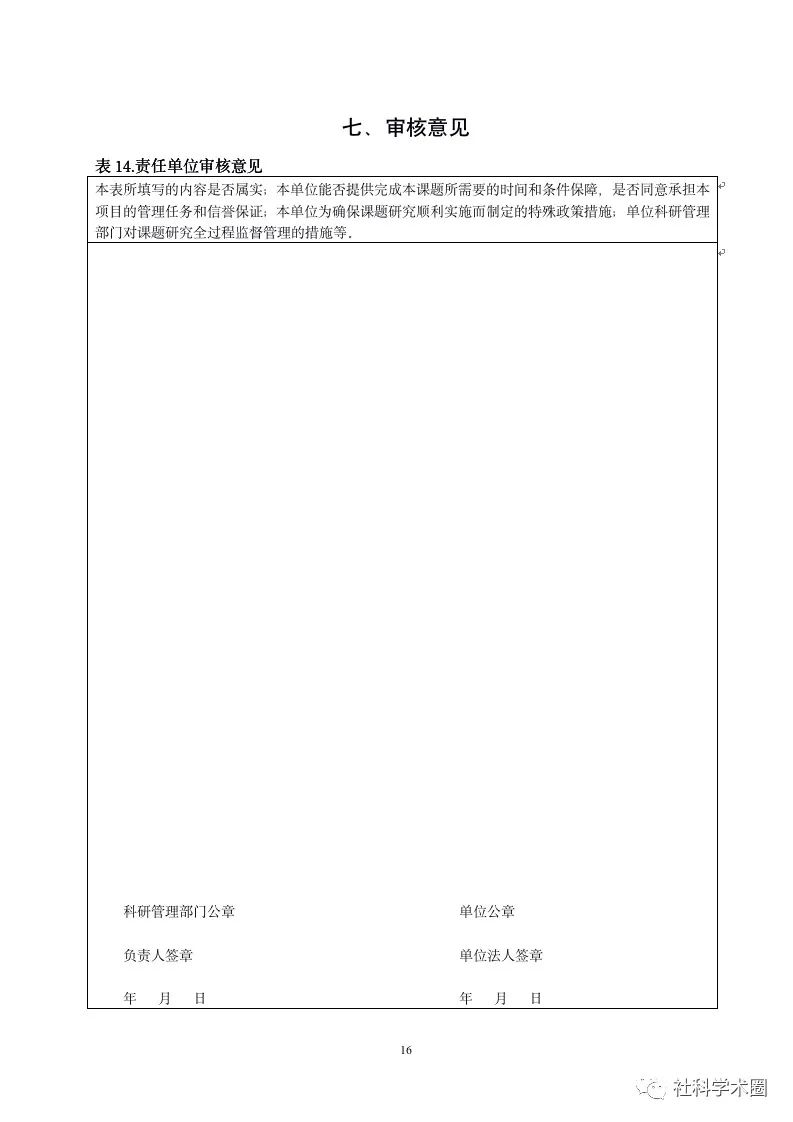 七、审核意见
表 14.责任单位审核意见
本表所填写的内容是否属实；本单位能否提供完成本课题所需要的时间和条件保障，是否同意承担本
项目的管理任务和信誉保证；本单位为确保课题研究顺利实施而制定的特殊政策措施；单位科研管理
部门对课题研究全过程监督管理的措施等。
科研管理部门公章 单位公章
负责人签章 单位法人签章
年 月 日 年 月 日
16
社科学术圈